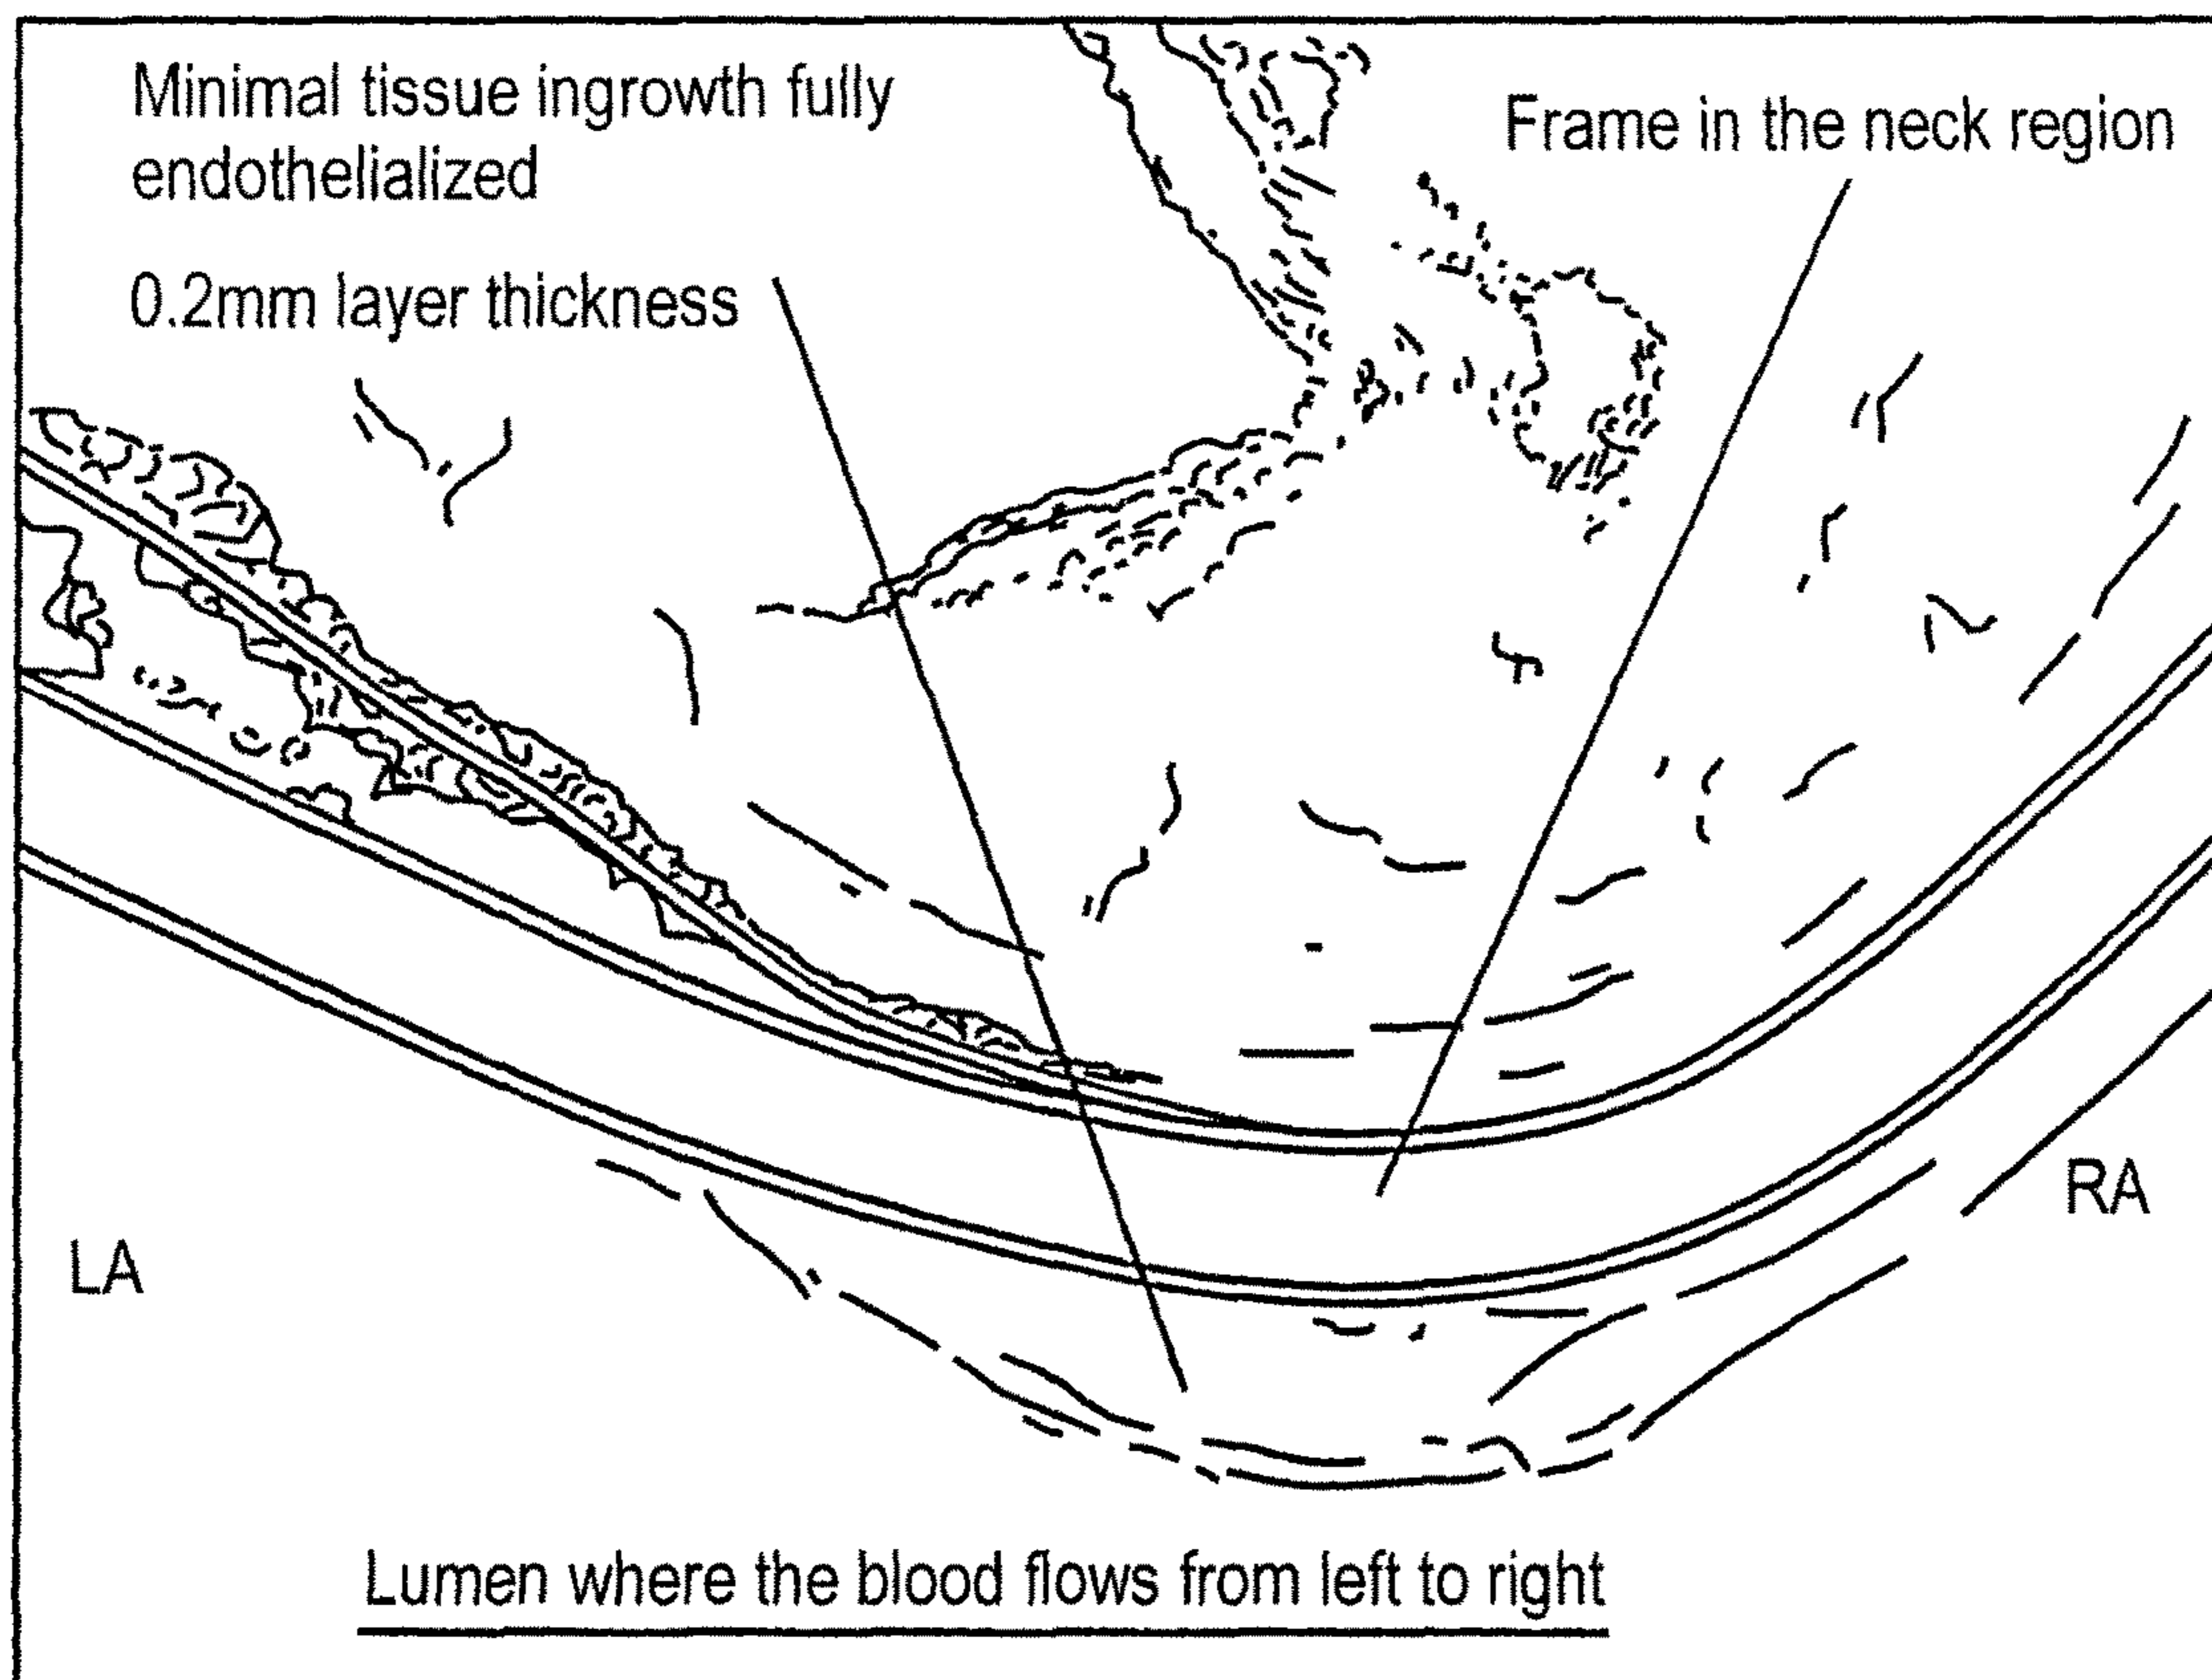 Minimal tissue ingrowth fully
endothelialized
0.2mm layer thickness
Frame in the neck region
LA
RA
Lumen where the blood flows from left to right